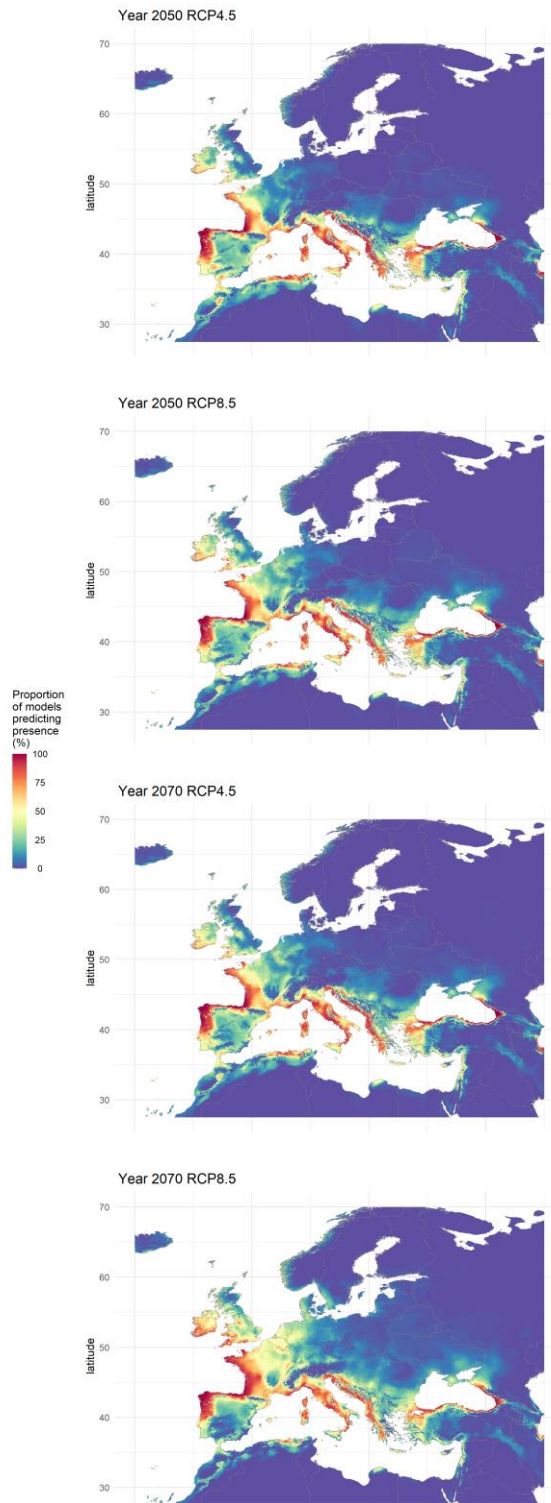 Year 2050 RCP4.5
70
60
50
40
30
latitude
Year 2050 RCP8.5
70
60
50
40
30
latitude
Proportion
of models
predicting
presence
(%)
100
75
50
25
0
Year 2070 RCP4.5
70
60
50
40
30
latitude
Year 2070 RCP8.5
70
60
50
40
30
latitude